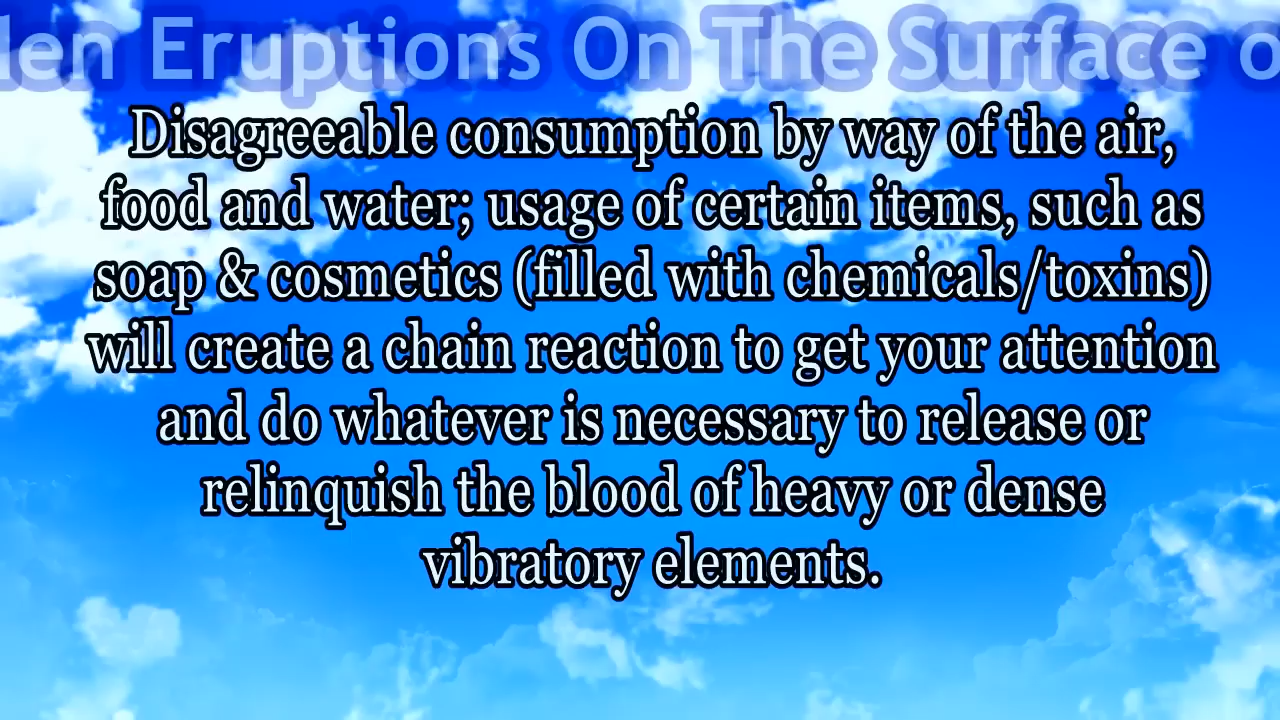 Eruptions On The Surface
Disagreeable consumption by way of the air,
food and water; usage of certain items, such as
soap & cosmetics (filled with chemicals/toxins)
will create a chain reaction to get your attention
and do whatever is necessary to release or
relinquish the blood of heavy or dense
vibratory elements.